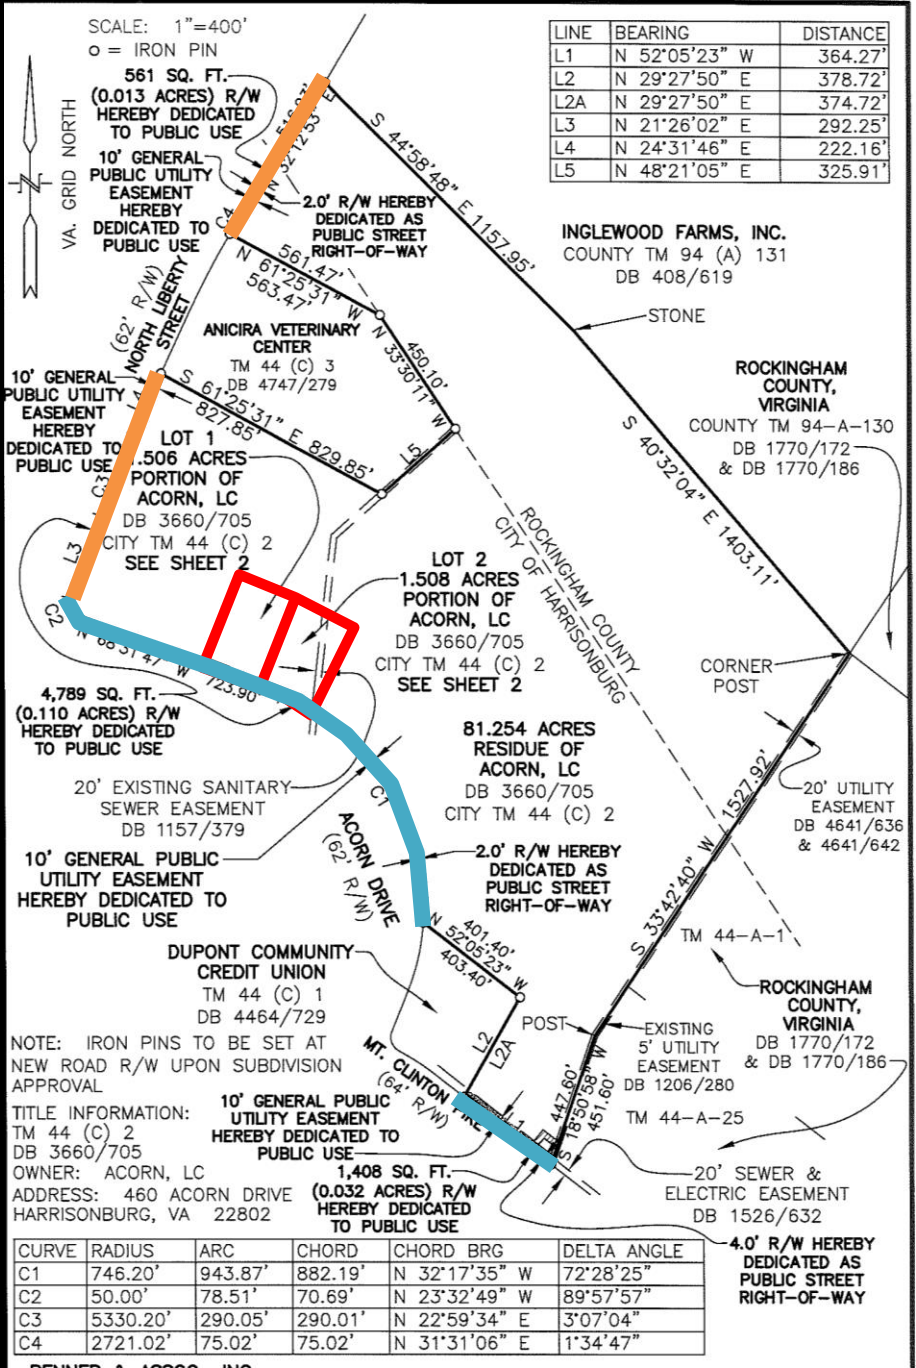 SCALE: 1"=400'
o = IRON PIN
VA. GRID NORTH
561 SQ. FT.
(0.013 ACRES) R/W
HEREBY DEDICATED
TO PUBLIC USE
10' GENERAL
PUBLIC UTILITY
EASEMENT
HEREBY
DEDICATED TO
PUBLIC USE
N 32°12'53" E
C4
2.0' R/W HEREBY
DEDICATED AS
PUBLIC STREET
RIGHT-OF-WAY
LINE BEARING DISTANCE
L1 N 52°05'23" W 364.27'
L2 N 29°27'50" E 378.72'
L2A N 29°27'50" E 374.72'
L3 N 21°26'02" E 292.25'
L4 N 24°31'46" E 222.16'
L5 N 48°21'05" E 325.91'
S 44°58'48" E 1157.95'
INGLEWOOD FARMS, INC.
COUNTY TM 94 (A) 131
DB 408/619
STONE
561.47'
N 61°25'31" W
563.47'
NORTH LIBERTY
STREET
(62' R/W)
ANICIRA VETERINARY
CENTER
TM 44 (C) 3
DB 4747/279
450.10'
N 33°30'11" W
ROCKINGHAM
COUNTY,
VIRGINIA
COUNTY TM 94-A-130
DB 1770/172
& DB 1770/186
10' GENERAL
PUBLIC UTILITY
EASEMENT
HEREBY
DEDICATED TO
PUBLIC USE
S 61°25'31" E 829.85'
827.85'
L5
L4
C3
L3
LOT 1
1.506 ACRES
PORTION OF
ACORN, LC
DB 3660/705
CITY TM 44 (C) 2
SEE SHEET 2
S 40°32'04" E 1403.11'
ROCKINGHAM COUNTY
CITY OF HARRISONBURG
LOT 2
1.508 ACRES
PORTION OF
ACORN, LC
DB 3660/705
CITY TM 44 (C) 2
SEE SHEET 2
C2
N 68°31'47" W 723.90'
CORNER
POST
4,789 SQ. FT.
(0.110 ACRES) R/W
HEREBY DEDICATED
TO PUBLIC USE
81.254 ACRES
RESIDUE OF
ACORN, LC
DB 3660/705
CITY TM 44 (C) 2
20' EXISTING SANITARY
SEWER EASEMENT
DB 1157/379
C1
20' UTILITY
EASEMENT
DB 4641/636
& 4641/642
S 33°42'40" W 1527.92'
10' GENERAL PUBLIC
UTILITY EASEMENT
HEREBY DEDICATED TO
PUBLIC USE
ACORN DRIVE
(62' R/W)
2.0' R/W HEREBY
DEDICATED AS
PUBLIC STREET
RIGHT-OF-WAY
401.40'
N 52°05'23" W
403.40'
TM 44-A-1
DUPONT COMMUNITY
CREDIT UNION
TM 44 (C) 1
DB 4464/729
L2
L2A
ROCKINGHAM
COUNTY,
VIRGINIA
DB 1770/172
& DB 1770/186
POST
EXISTING
5' UTILITY
EASEMENT
DB 1206/280
NOTE: IRON PINS TO BE SET AT
NEW ROAD R/W UPON SUBDIVISION
APPROVAL
MT. CLINTON PIKE
(64' R/W)
447.60'
S 18°50'58" W
451.60'
TM 44-A-25
TITLE INFORMATION:
TM 44 (C) 2
DB 3660/705
OWNER: ACORN, LC
ADDRESS: 460 ACORN DRIVE
HARRISONBURG, VA 22802
10' GENERAL PUBLIC
UTILITY EASEMENT
HEREBY DEDICATED TO
PUBLIC USE
1,408 SQ. FT.
(0.032 ACRES) R/W
HEREBY DEDICATED
TO PUBLIC USE
20' SEWER &
ELECTRIC EASEMENT
DB 1526/632
4.0' R/W HEREBY
DEDICATED AS
PUBLIC STREET
RIGHT-OF-WAY
CURVE RADIUS ARC CHORD CHORD BRG DELTA ANGLE
C1 746.20' 943.87' 882.19' N 32°17'35" W 72°28'25"
C2 50.00' 78.51' 70.69' N 23°32'49" W 89°57'57"
C3 5330.20' 290.05' 290.01' N 22°59'34" E 3°07'04"
C4 2721.02' 75.02' 75.02' N 31°31'06" E 1°34'47"